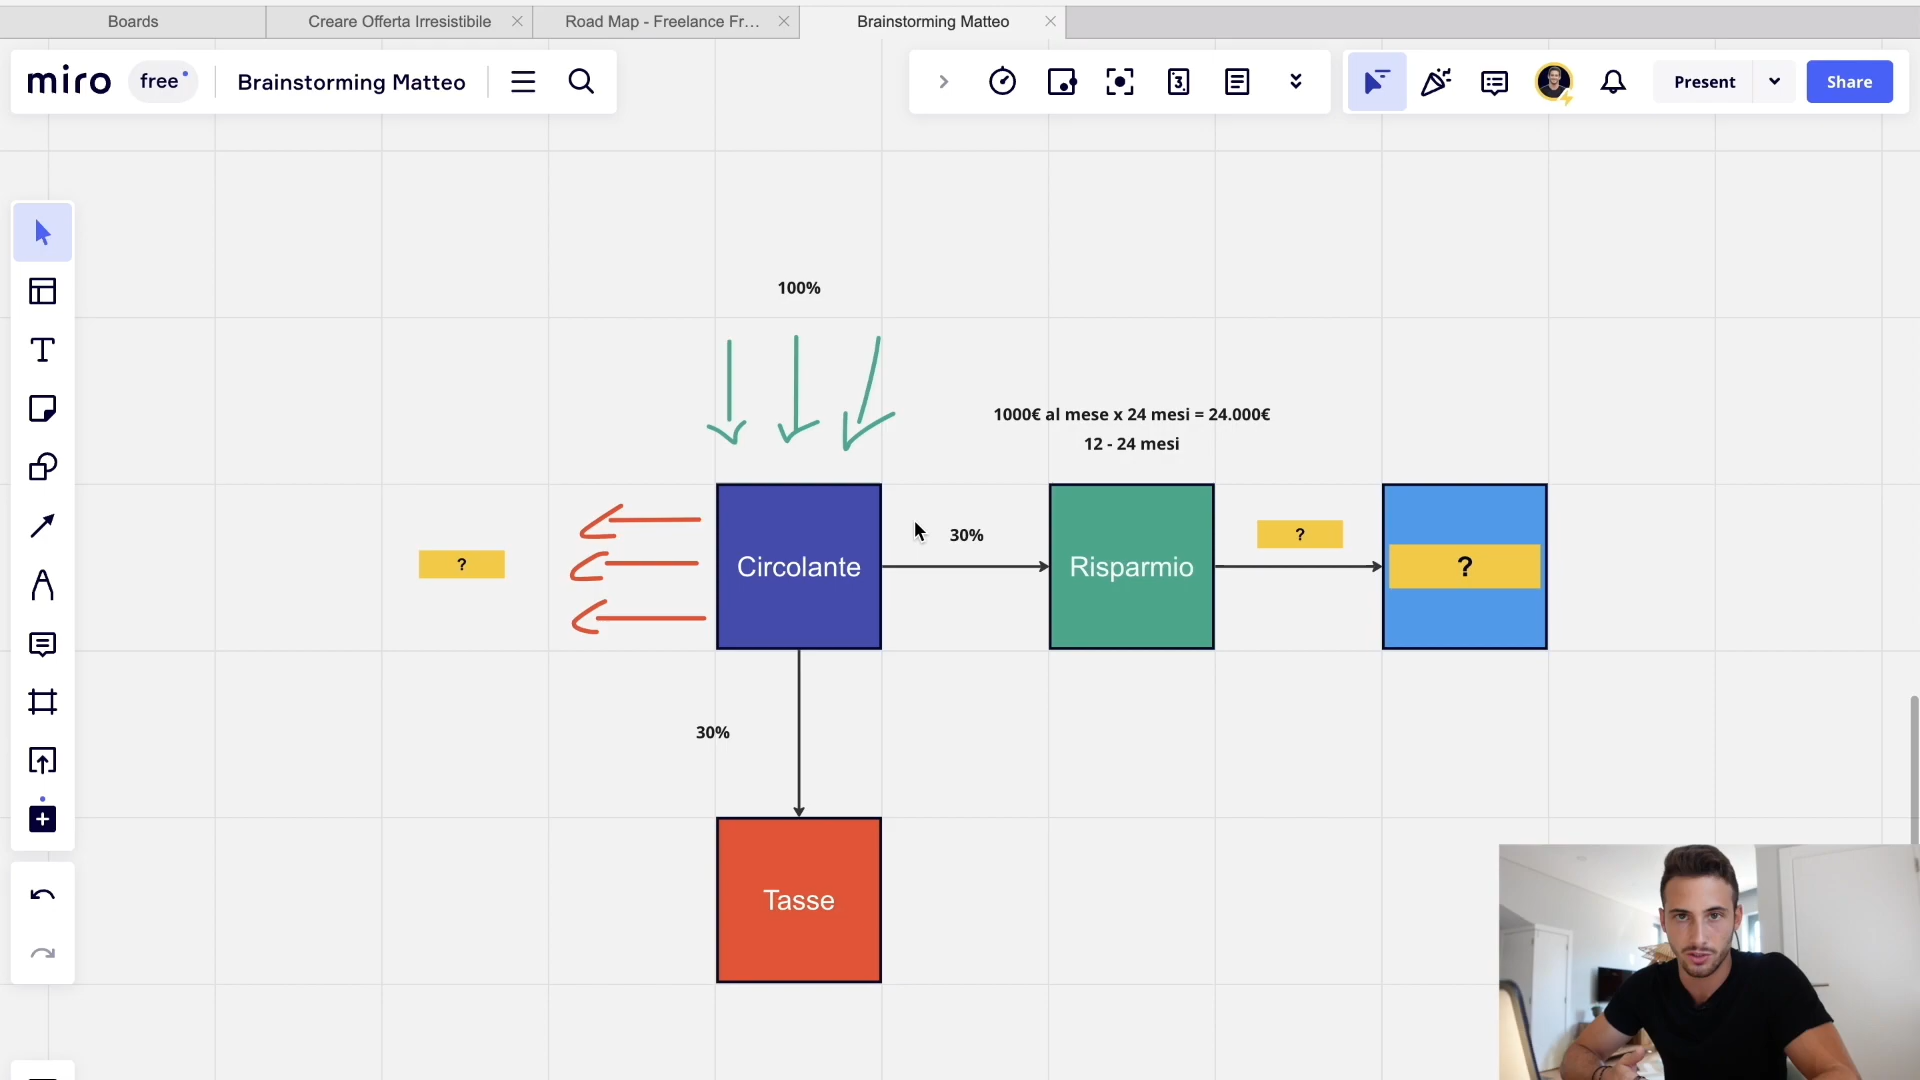 Boards
Creare Offerta Irresistibile
Road Map - Freelance Fr...
Brainstorming Matteo
miro
free
Brainstorming Matteo
3
Present
Share
100%
1000€ al mese x 24 mesi = 24.000€
12 - 24 mesi
?
Circolante
30%
Risparmio
?
?
30%
Tasse